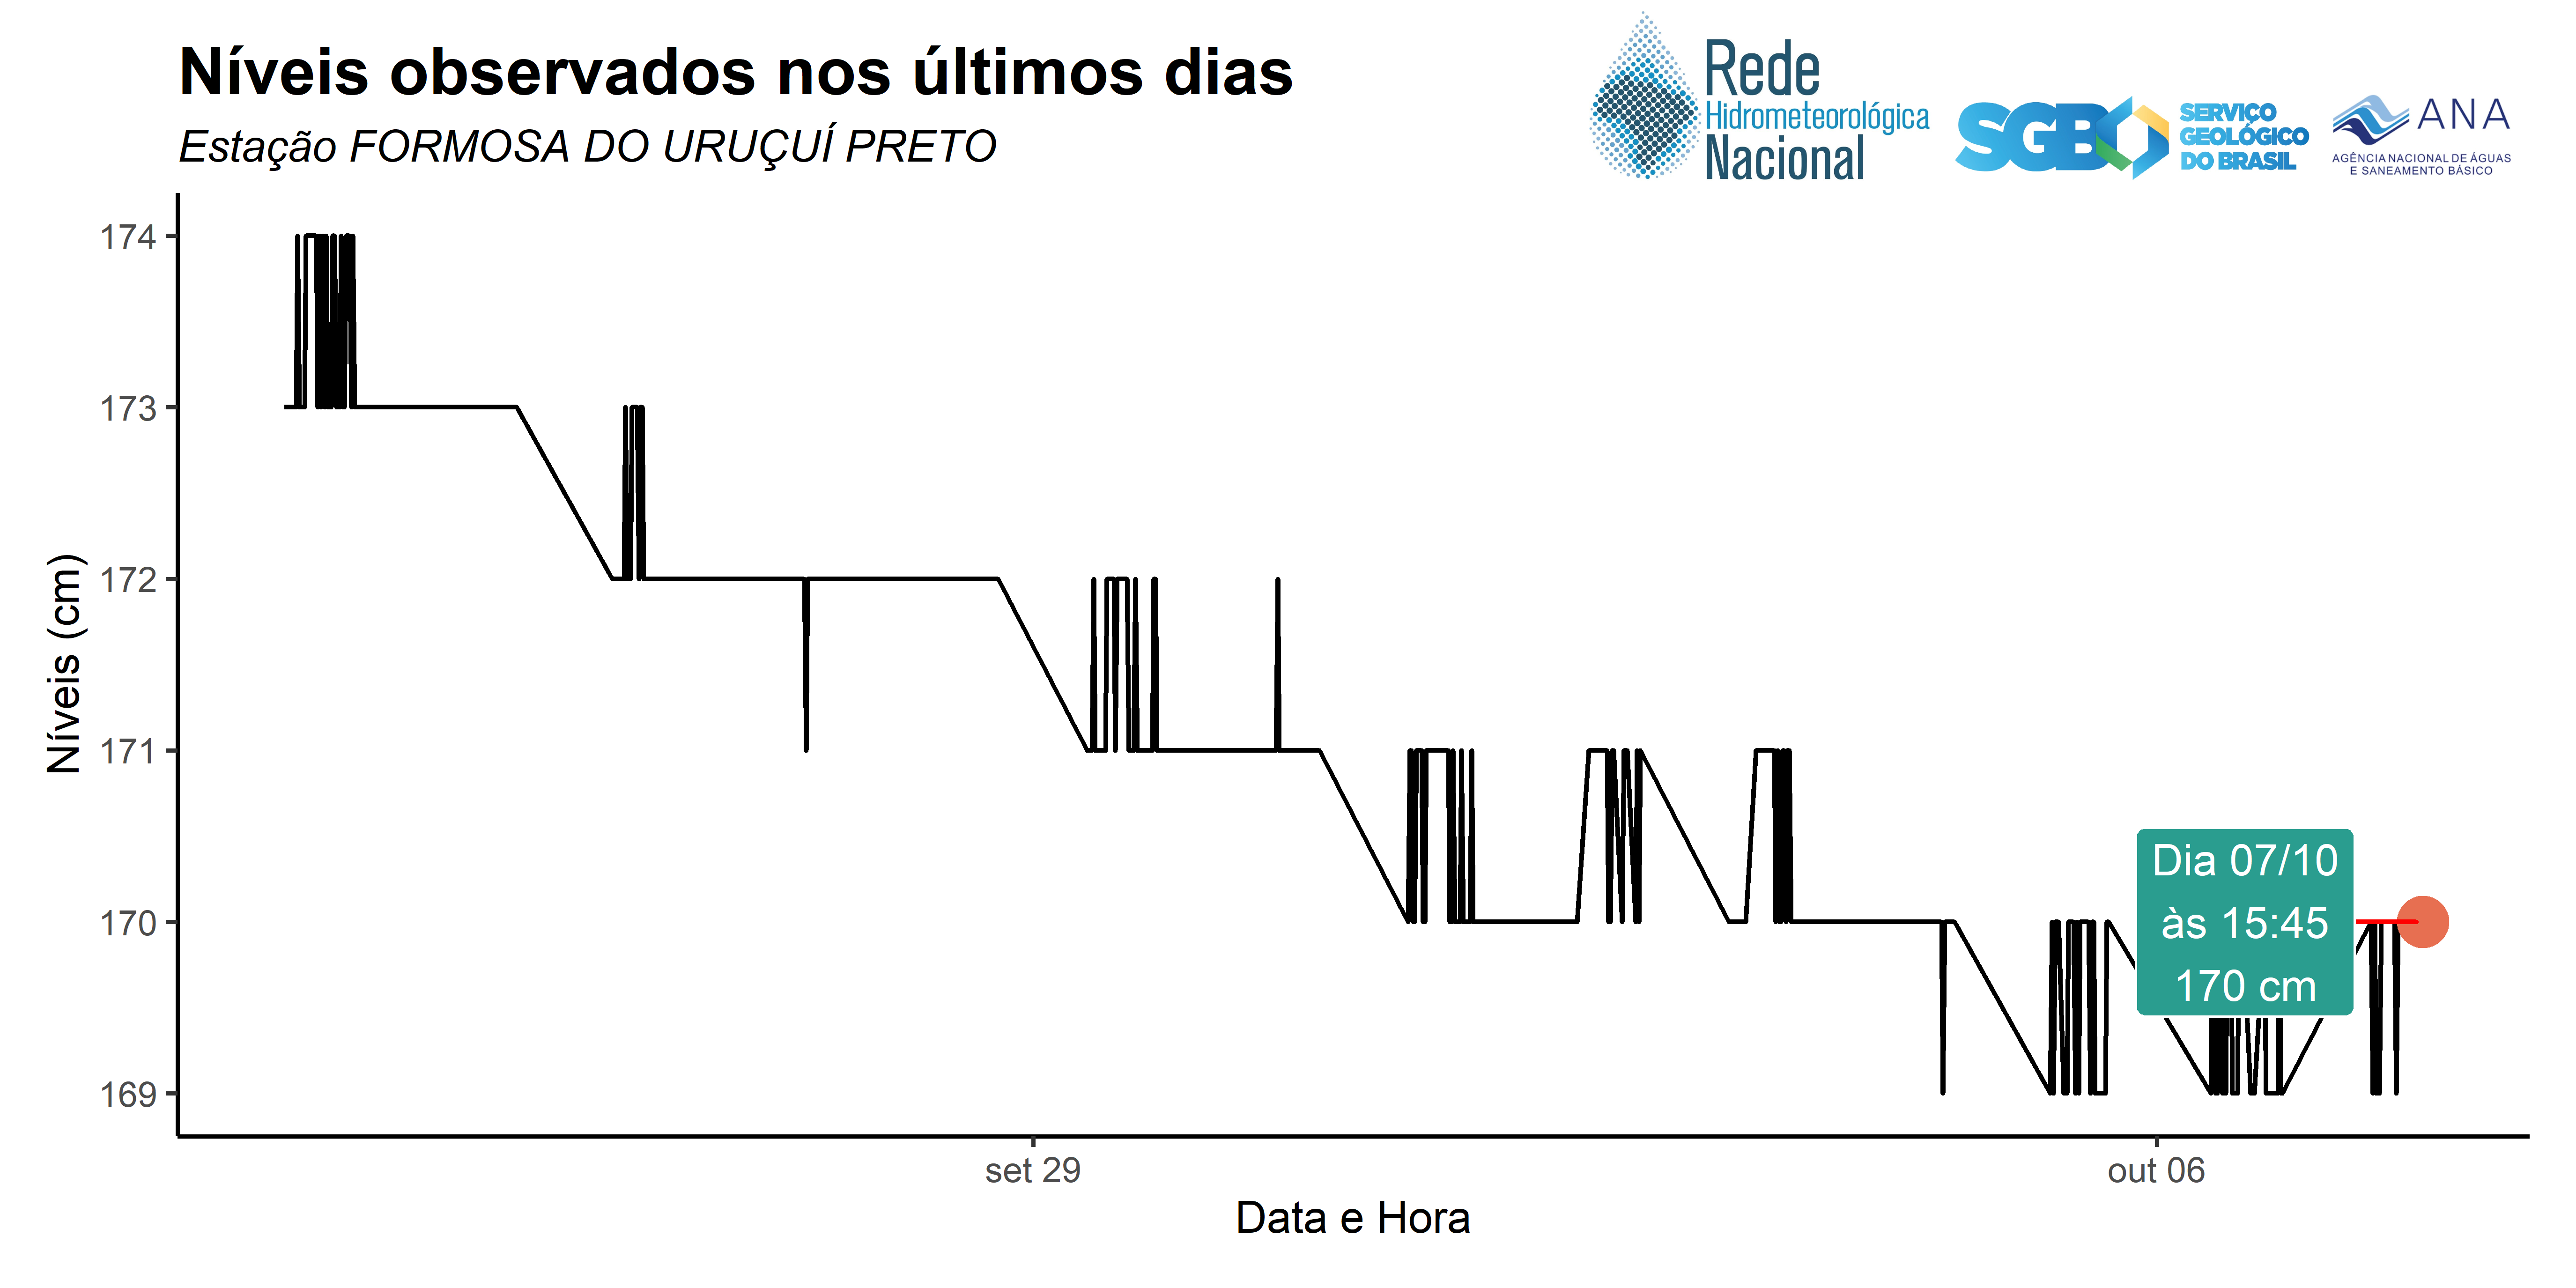 Níveis observados nos últimos dias
Estação FORMOSA DO URUÇUÍ PRETO
Rede
Hidrometeorológica
Nacional
SGB
SERVIÇO
GEOLÓGICO
DO BRASIL
ANA
AGÊNCIA NACIONAL DE ÁGUAS
E SANEAMENTO BÁSICO
Níveis (cm)
174
173
172
171
170
169
Dia 07/10
às 15:45
170 cm
set 29
out 06
Data e Hora